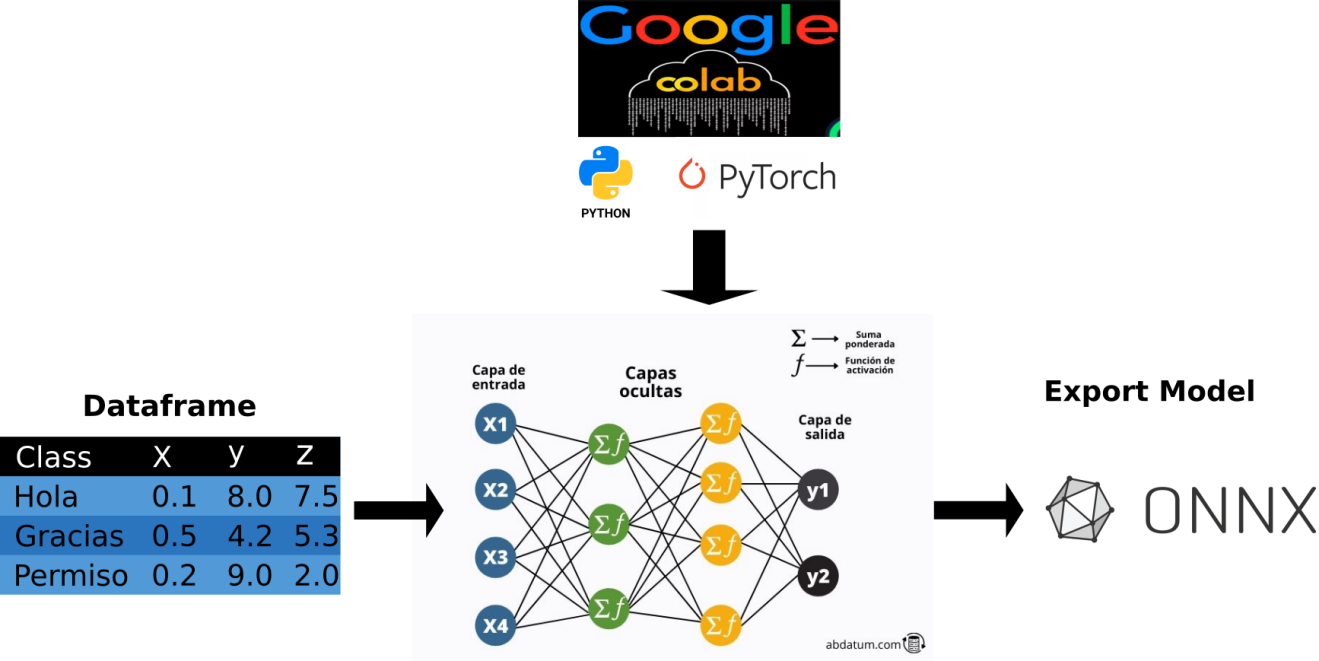 Google
colab
PYTHON
PyTorch
Dataframe
Class X y z
Hola 0.1 8.0 7.5
Gracias 0.5 4.2 5.3
Permiso 0.2 9.0 2.0
Σ Suma
ponderada
f Función de
activación
Capa de
entrada
Capas
ocultas
Capa de
salida
X1
X2
X3
X4
Σf
Σf
Σf
Σf
Σf
Σf
Σf
y1
y2
abdatum.com
Export Model
ONNX